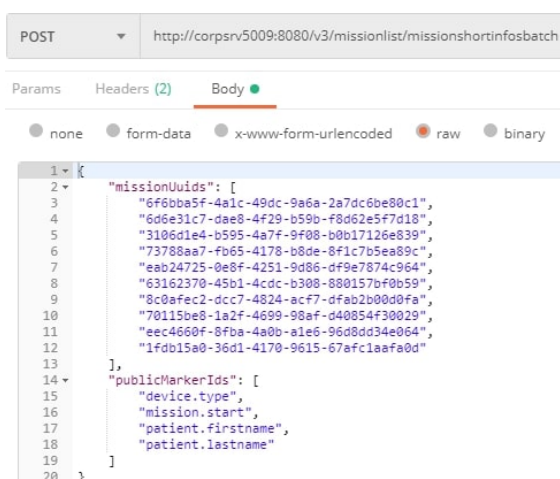 POST http://corpsrv5009:8080/v3/missionlist/missionshortinfosbatch
Params Headers (2) Body
none form-data x-www-form-urlencoded raw binary
1 {
2 "missionUuids": [
3 "6f6bba5f-4a1c-49dc-9a6a-2a7dc6be80c1",
4 "6d6e31c7-dae8-4f29-b59b-f8d62e5f7d18",
5 "3106d1e4-b595-4a7f-9f08-b0b17126e839",
6 "73788aa7-fb65-4178-b8de-8f1c7b5ea89c",
7 "eab24725-0e8f-4251-9d86-df9e7874c964",
8 "63162370-45b1-4cdc-b308-880157bf0b59",
9 "8c0afec2-dcc7-4824-acf7-dfab2b00d0fa",
10 "70115be8-1a2f-4699-98af-d40854f30029",
11 "eec4660f-8fba-4a0b-a1e6-96d8dd34e064",
12 "1fdb15a0-36d1-4170-9615-67afc1aafa0d"
13 ],
14 "publicMarkerIds": [
15 "device.type",
16 "mission.start",
17 "patient.firstname",
18 "patient.lastname"
19 ]
20 }